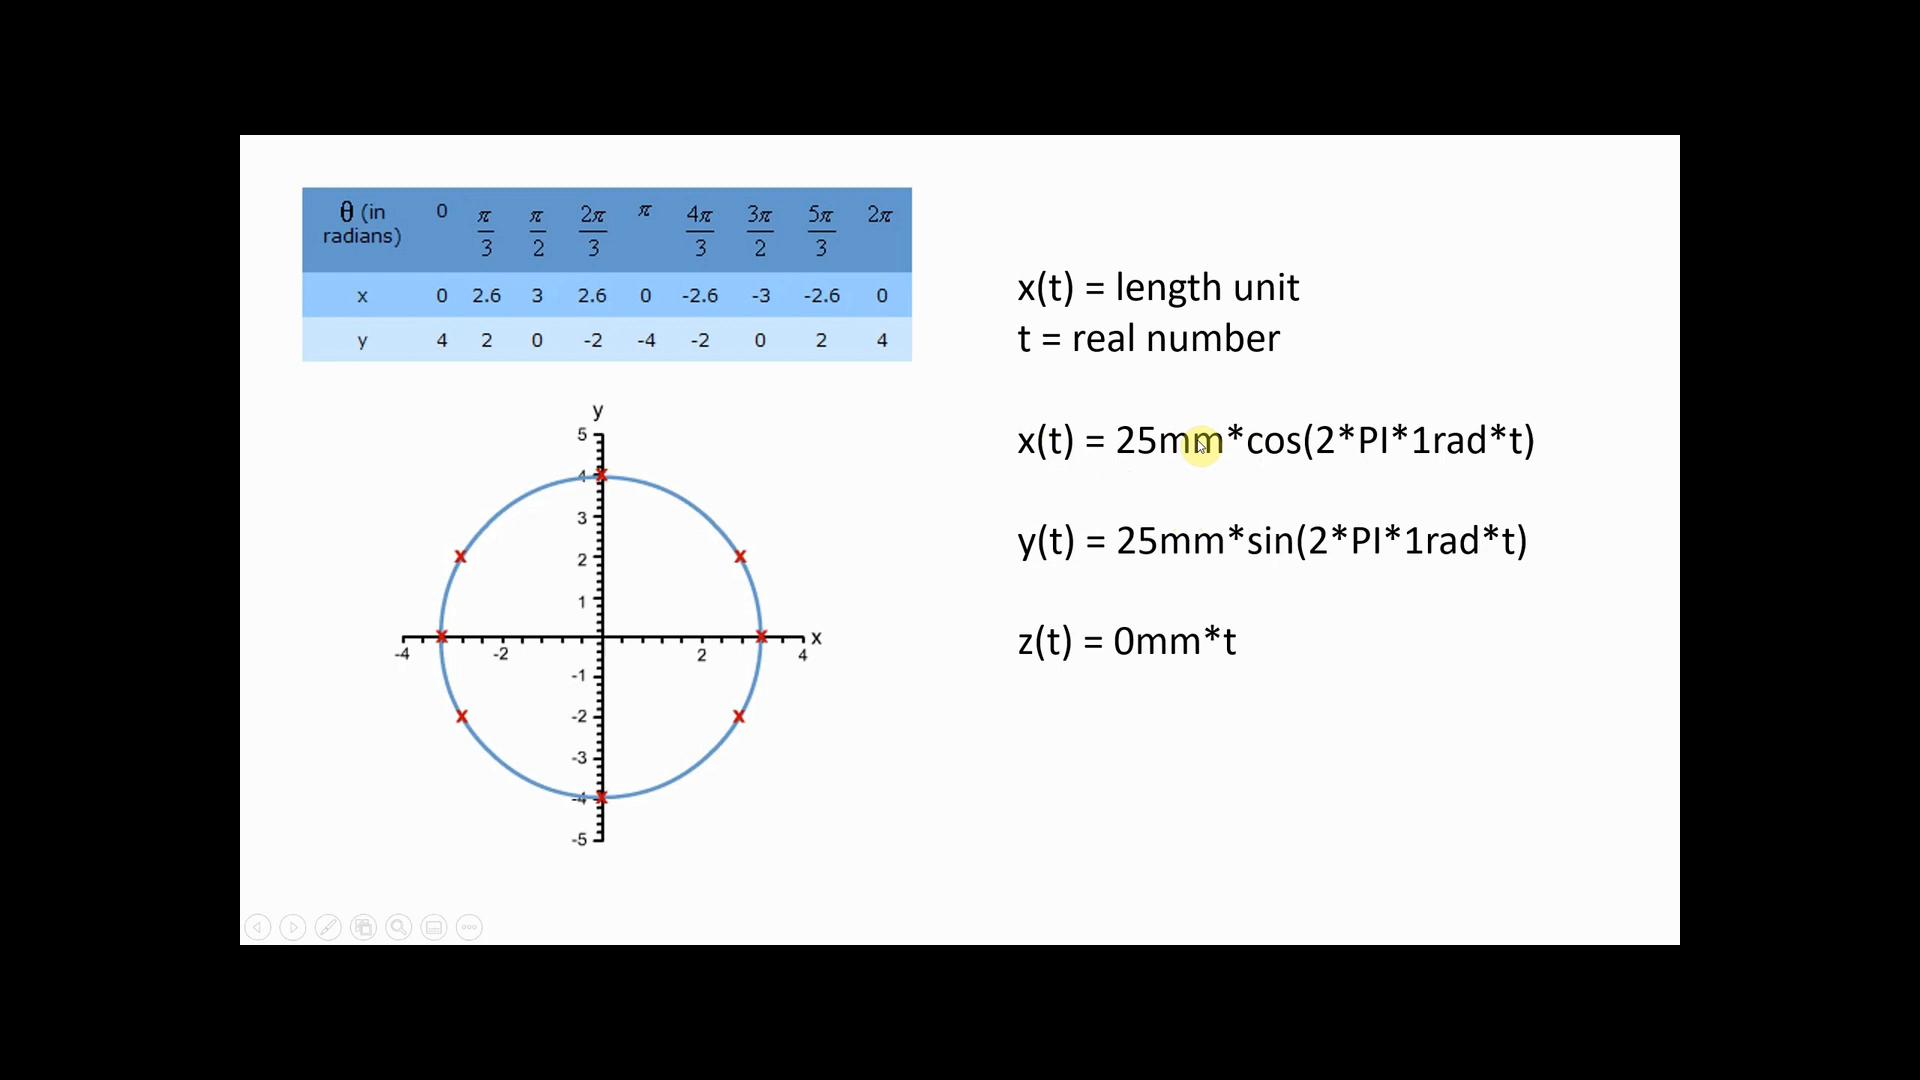 θ (in radians) 0 π/3 π/2 2π/3 π 4π/3 3π/2 5π/3 2π
x 0 2.6 3 2.6 0 -2.6 -3 -2.6 0
y 4 2 0 -2 -4 -2 0 2 4
x(t) = length unit
t = real number
x(t) = 25mm*cos(2*PI*1rad*t)
y(t) = 25mm*sin(2*PI*1rad*t)
z(t) = 0mm*t
y
5
4
3
2
1
x
-4 -2 2 4
-1
-2
-3
-4
-5